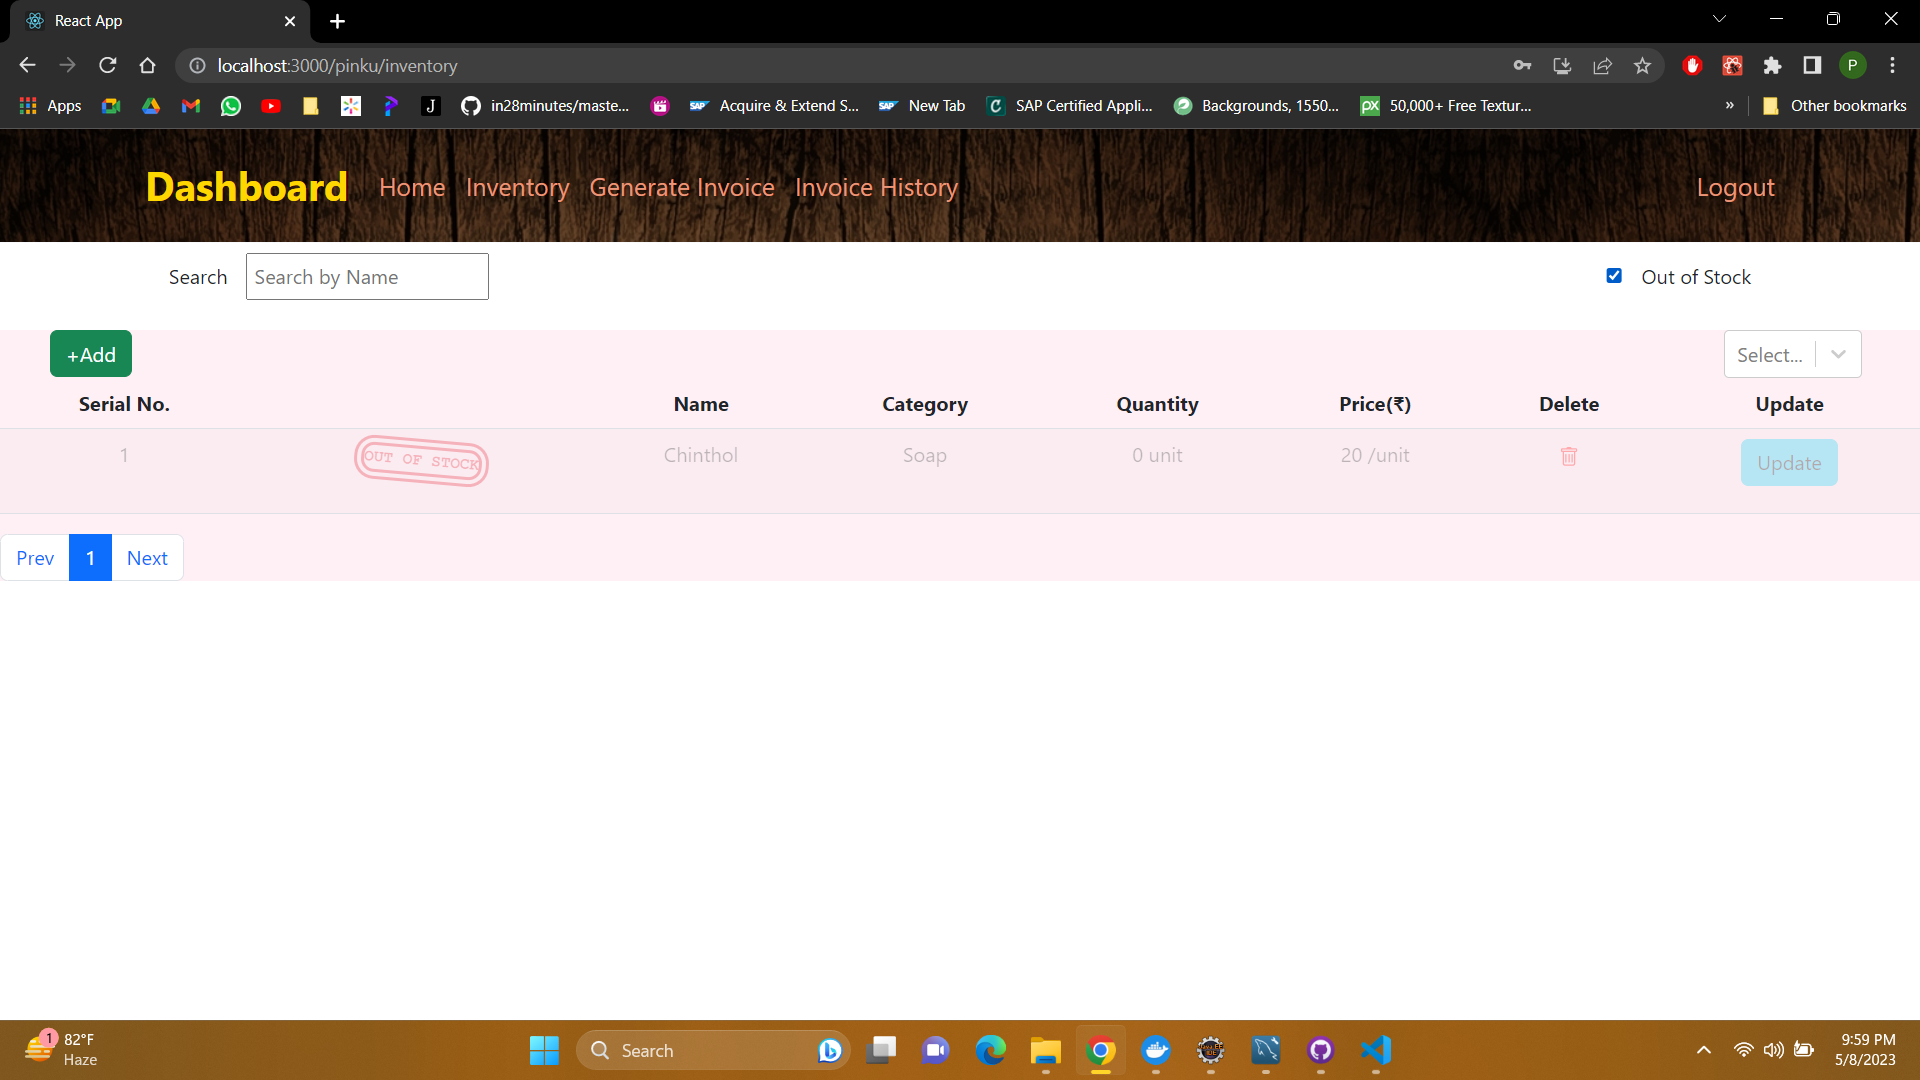 React App
localhost:3000/pinku/inventory
P
Apps
J
in28minutes/maste...
SAP Acquire & Extend S...
SAP New Tab
C SAP Certified Appli...
Backgrounds, 1550...
px 50,000+ Free Textur...
»
Other bookmarks
Dashboard Home Inventory Generate Invoice Invoice History Logout
Search Search by Name Out of Stock
+Add Select...
Serial No. Name Category Quantity Price(₹) Delete Update
1 OUT OF STOCK Chinthol Soap 0 unit 20 /unit Update
Prev 1 Next
1 82°F
Haze
Search
9:59 PM
5/8/2023